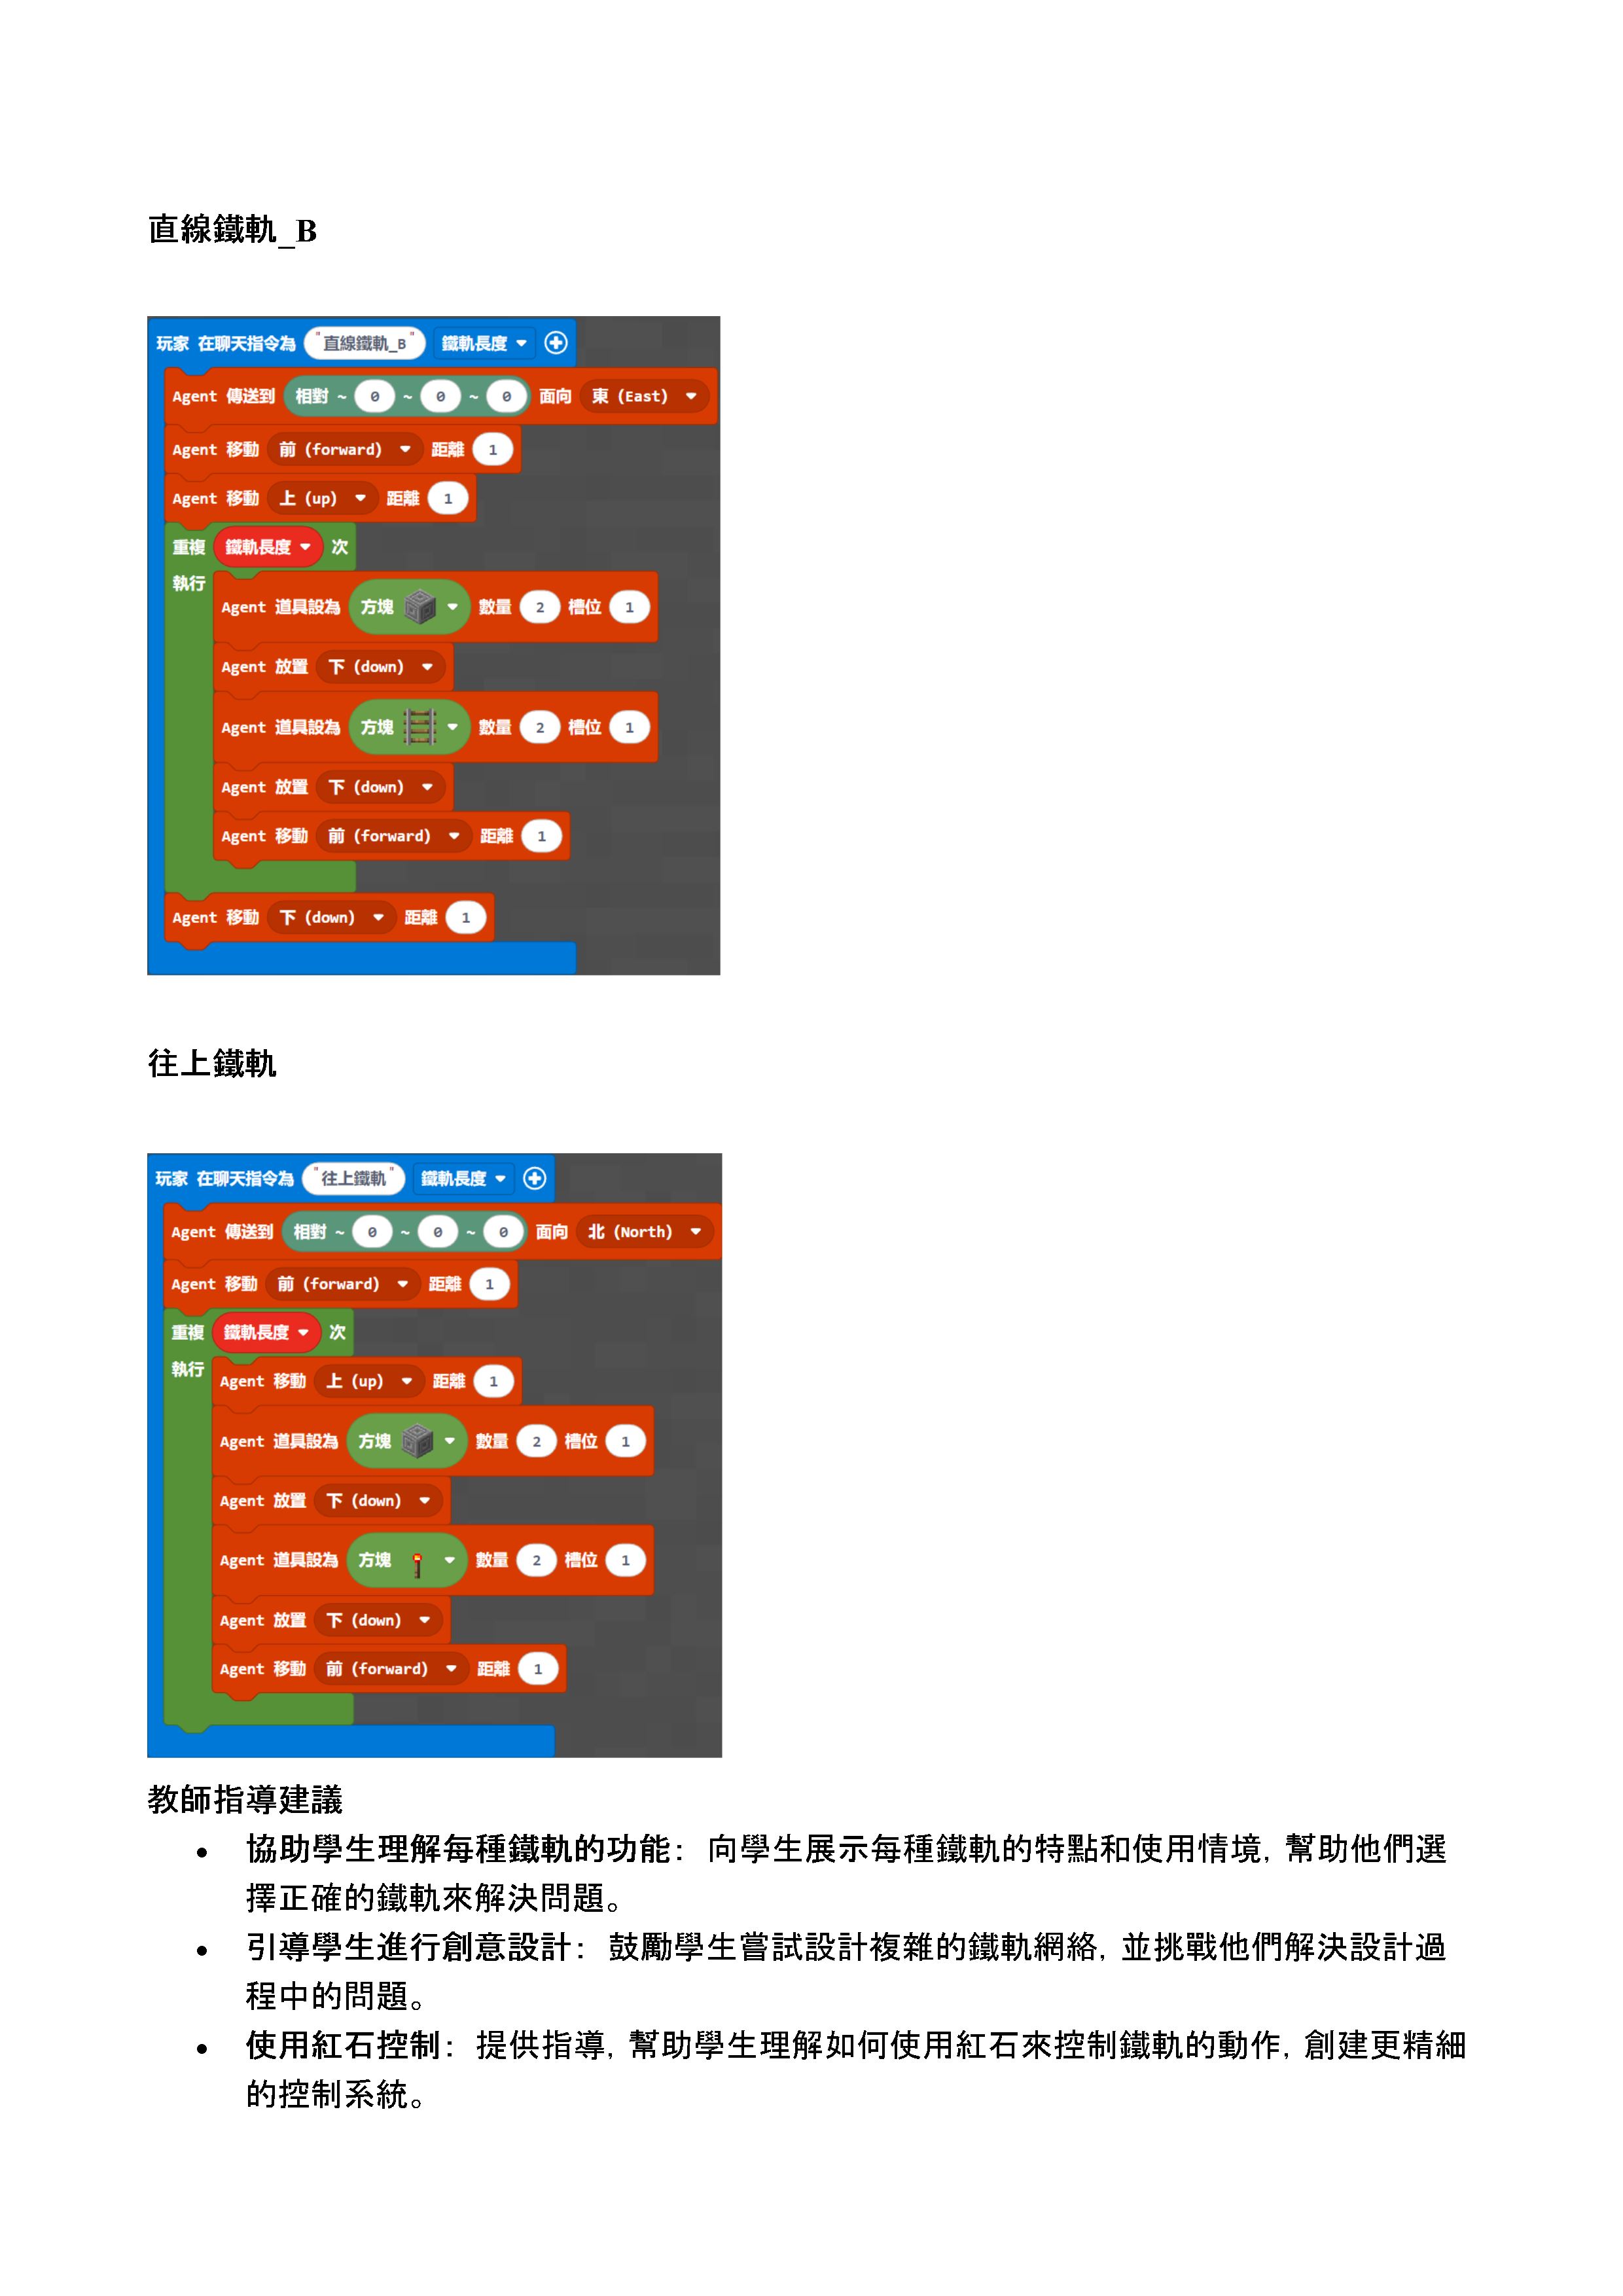 直線鐵軌_B
玩家 在聊天指令為 "直線鐵軌_B" 鐵軌長度
Agent 傳送到 相對 ~ 0 ~ 0 ~ 0 面向 東 (East)
Agent 移動 前 (forward) 距離 1
Agent 移動 上 (up) 距離 1
重複 鐵軌長度 次
執行
Agent 道具設為 方塊 數量 2 槽位 1
Agent 放置 下 (down)
Agent 道具設為 方塊 數量 2 槽位 1
Agent 放置 下 (down)
Agent 移動 前 (forward) 距離 1
Agent 移動 下 (down) 距離 1
往上鐵軌
玩家 在聊天指令為 "往上鐵軌" 鐵軌長度
Agent 傳送到 相對 ~ 0 ~ 0 ~ 0 面向 北 (North)
Agent 移動 前 (forward) 距離 1
重複 鐵軌長度 次
執行
Agent 移動 上 (up) 距離 1
Agent 道具設為 方塊 數量 2 槽位 1
Agent 放置 下 (down)
Agent 道具設為 方塊 數量 2 槽位 1
Agent 放置 下 (down)
Agent 移動 前 (forward) 距離 1
教師指導建議
• 協助學生理解每種鐵軌的功能: 向學生展示每種鐵軌的特點和使用情境, 幫助他們選
擇正確的鐵軌來解決問題。
• 引導學生進行創意設計: 鼓勵學生嘗試設計複雜的鐵軌網絡, 並挑戰他們解決設計過
程中的問題。
• 使用紅石控制: 提供指導, 幫助學生理解如何使用紅石來控制鐵軌的動作, 創建更精細
的控制系統。